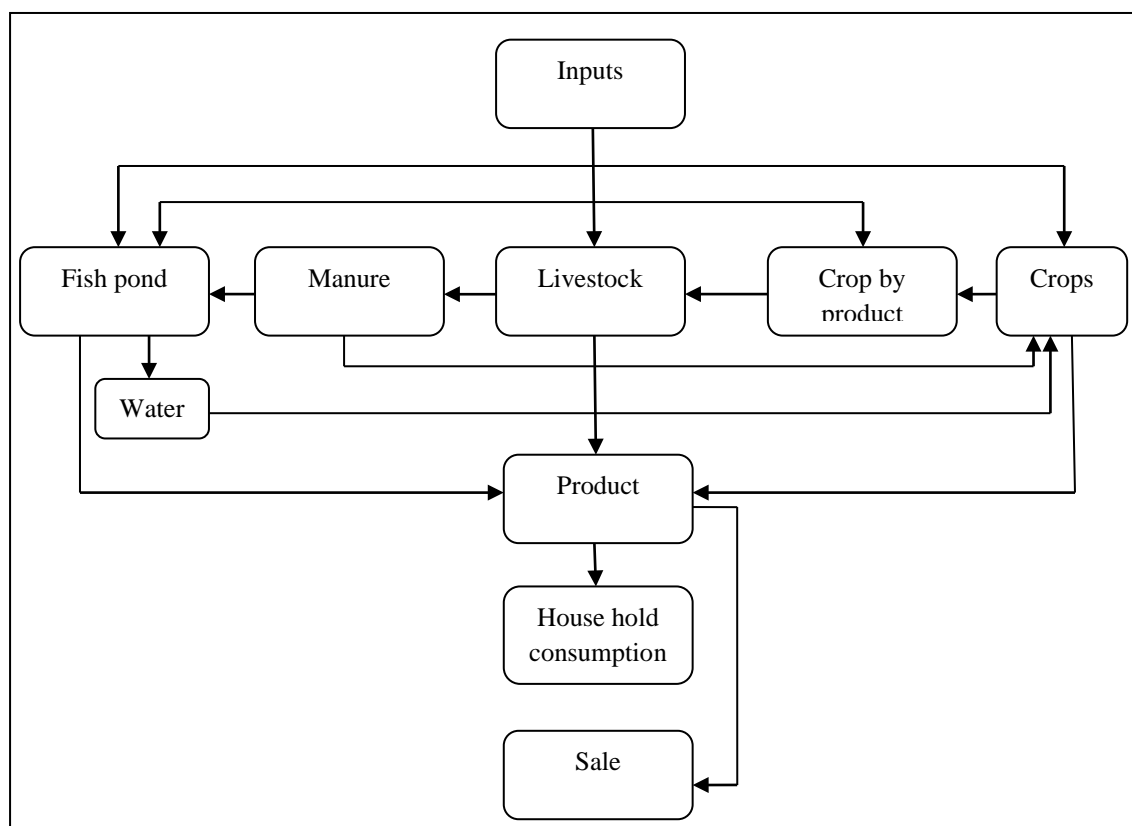 Inputs
Fish pond
Manure
Livestock
Crop by
product
Crops
Water
Product
House hold
consumption
Sale